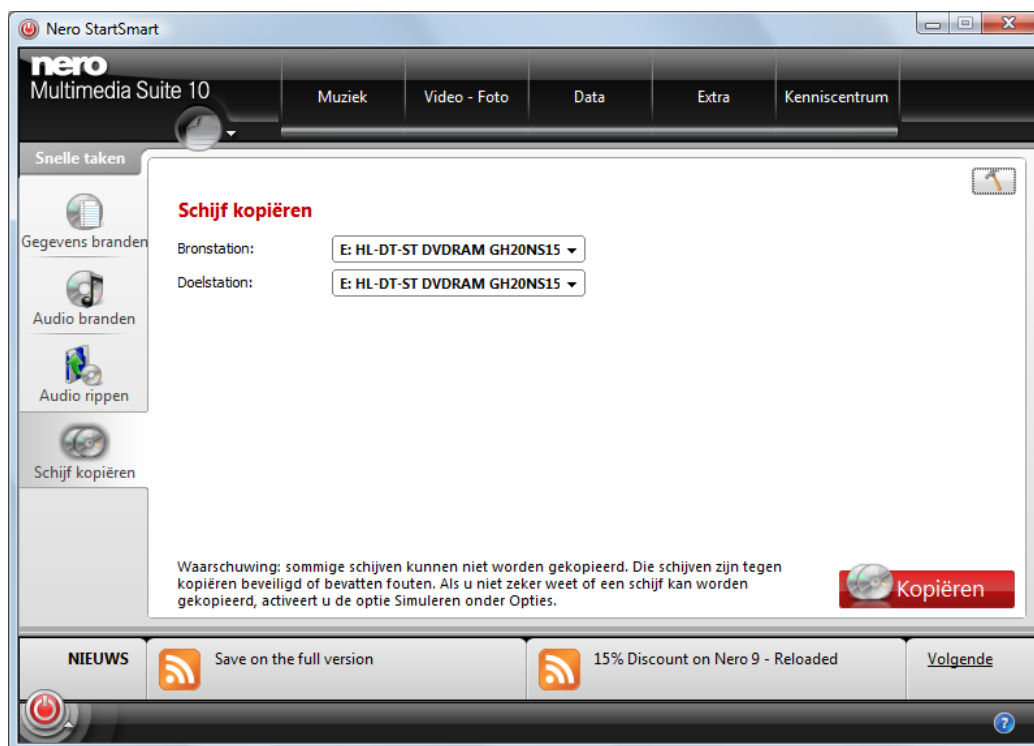 Nero StartSmart
nero
Multimedia Suite 10
Muziek
Video - Foto
Data
Extra
Kenniscentrum
Snelle taken
Gegevens branden
Audio branden
Audio rippen
Schijf kopiëren
Schijf kopiëren
Bronstation:
E: HL-DT-ST DVDRAM GH20NS15
Doelstation:
E: HL-DT-ST DVDRAM GH20NS15
Waarschuwing: sommige schijven kunnen niet worden gekopieerd. Die schijven zijn tegen
kopiëren beveiligd of bevatten fouten. Als u niet zeker weet of een schijf kan worden
gekopieerd, activeert u de optie Simuleren onder Opties.
Kopiëren
NIEUWS
Save on the full version
15% Discount on Nero 9 - Reloaded
Volgende
?